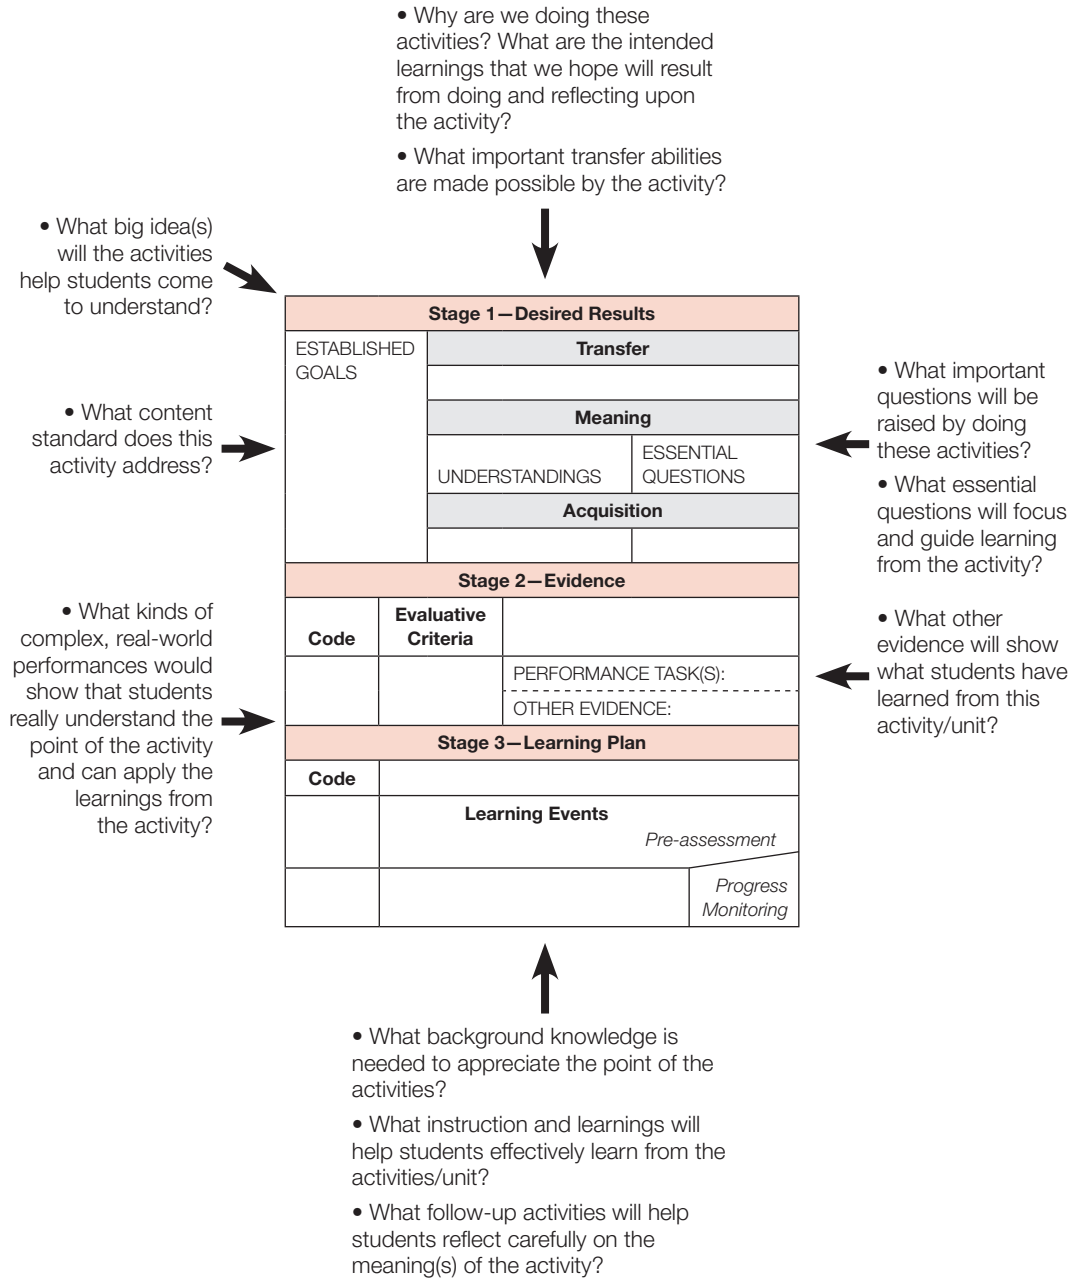 • Why are we doing these
activities? What are the intended
learnings that we hope will result
from doing and reflecting upon
the activity?
• What important transfer abilities
are made possible by the activity?
• What big idea(s)
will the activities
help students come
to understand?
• What content
standard does this
activity address?
• What kinds of
complex, real-world
performances would
show that students
really understand the
point of the activity
and can apply the
learnings from
the activity?
Stage 1—Desired Results
ESTABLISHED
GOALS
Transfer
Meaning
UNDERSTANDINGS
ESSENTIAL
QUESTIONS
Acquisition
Stage 2—Evidence
Code
Evaluative
Criteria
PERFORMANCE TASK(S):
OTHER EVIDENCE:
Stage 3—Learning Plan
Code
Learning Events
Pre-assessment
Progress
Monitoring
• What important
questions will be
raised by doing
these activities?
• What essential
questions will focus
and guide learning
from the activity?
• What other
evidence will show
what students have
learned from this
activity/unit?
• What background knowledge is
needed to appreciate the point of the
activities?
• What instruction and learnings will
help students effectively learn from the
activities/unit?
• What follow-up activities will help
students reflect carefully on the
meaning(s) of the activity?